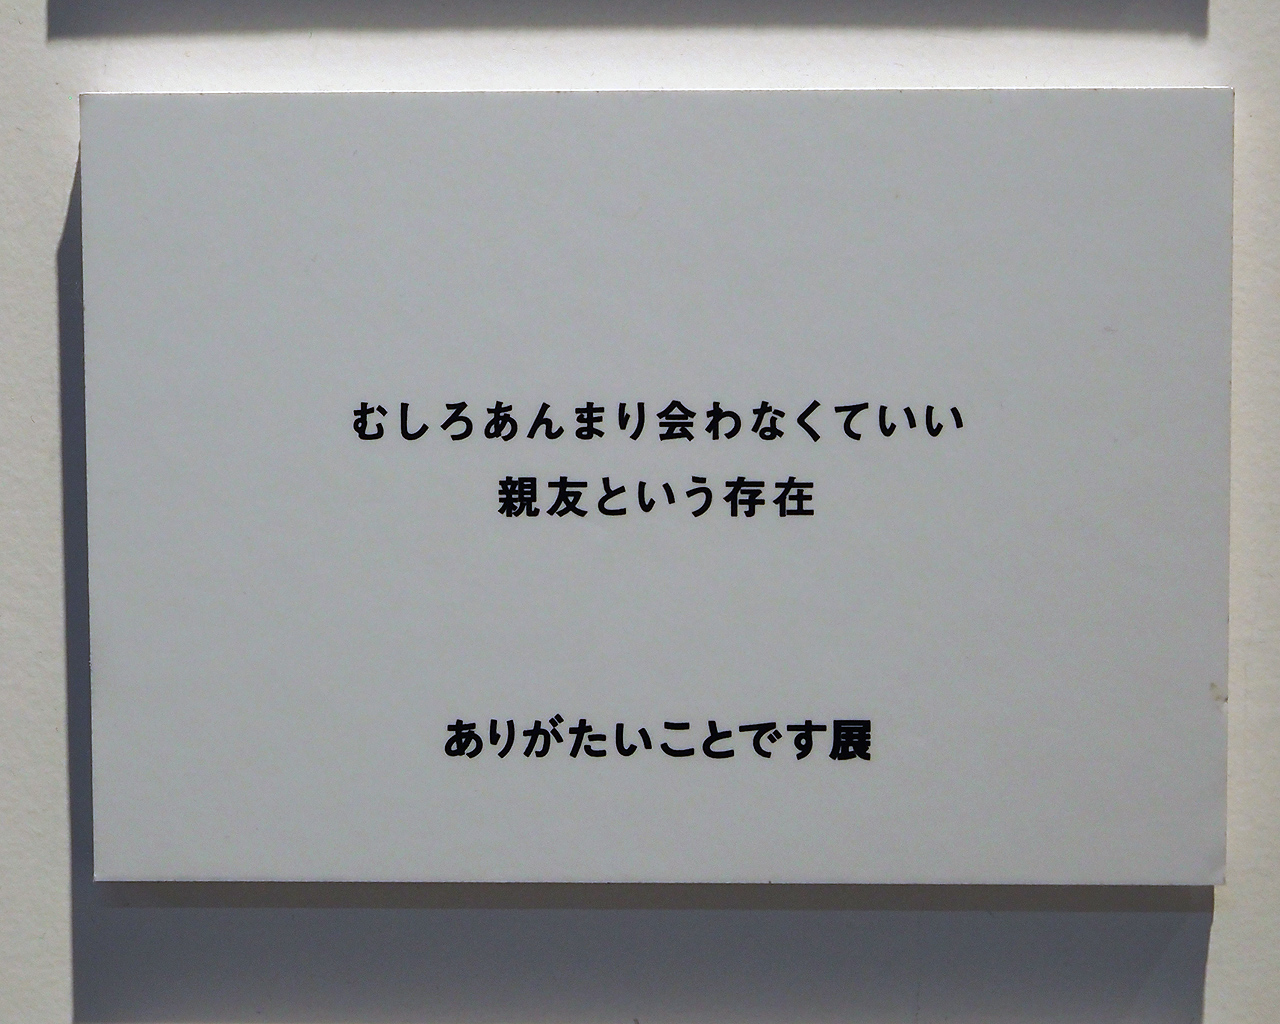 むしろあんまり会わなくていい
親友という存在
ありがたいことです展